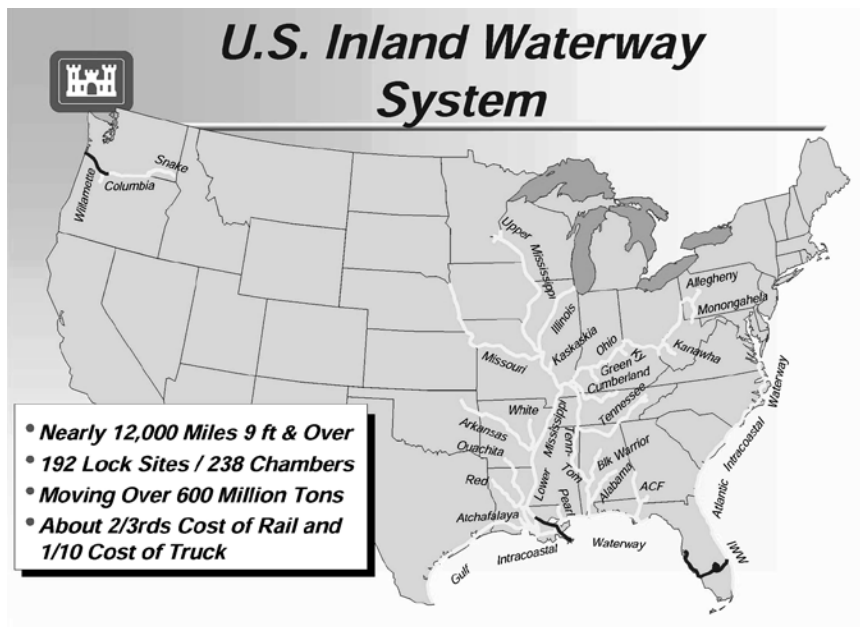 U.S. Inland Waterway
System
Snake
Willamette
Columbia
Upper Mississippi
Allegheny
Monongahela
Illinois
Kaskaskia
Ohio
Kanawha
Missouri
Green
Cumberland
White
Tennessee
Arkansas
Ouachita
Lower Mississippi
Tenn-
Tom
Blk Warrior
Alabama
ACF
Red
Pearl
Atchafalaya
Atlantic Intracoastal Waterway
IWW
Gulf Intracoastal Waterway
• Nearly 12,000 Miles 9 ft & Over
• 192 Lock Sites / 238 Chambers
• Moving Over 600 Million Tons
• About 2/3rds Cost of Rail and
1/10 Cost of Truck